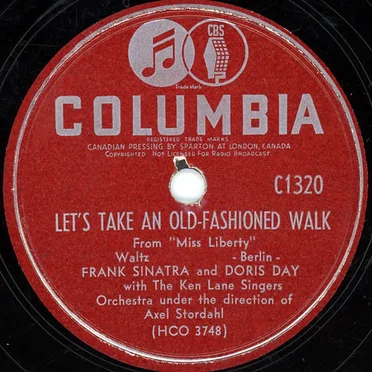 CBS
Trade Mark
COLUMBIA
REGISTERED TRADE MARKS
CANADIAN PRESSING BY SPARTON AT LONDON, CANADA
COPYRIGHTED NOT LICENSED FOR RADIO BROADCAST
C1320
LET'S TAKE AN OLD-FASHIONED WALK
From "Miss Liberty"
Waltz - Berlin -
FRANK SINATRA and DORIS DAY
with The Ken Lane Singers
Orchestra under the direction of
Axel Stordahl
(HCO 3748)